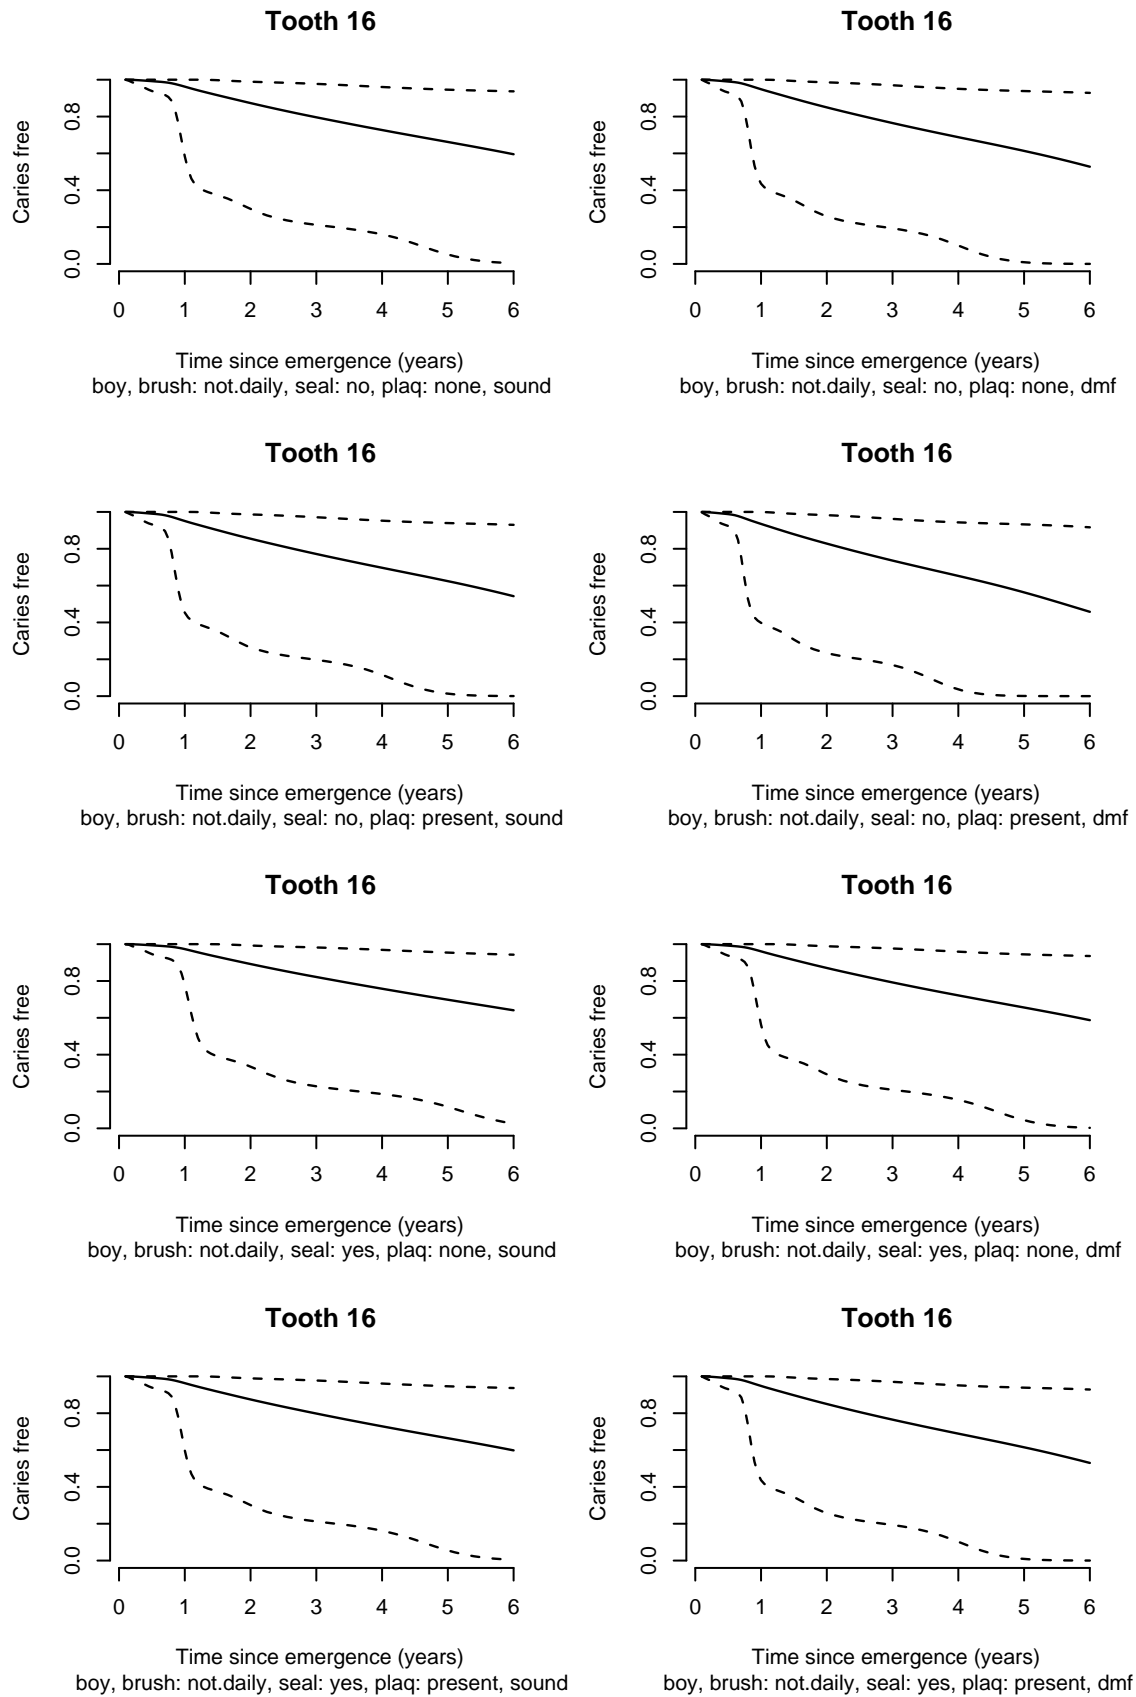 Tooth 16
Caries free
0.0 0.4 0.8
0 1 2 3 4 5 6
Time since emergence (years)
boy, brush: not.daily, seal: no, plaq: none, sound
Tooth 16
Caries free
0.0 0.4 0.8
0 1 2 3 4 5 6
Time since emergence (years)
boy, brush: not.daily, seal: no, plaq: none, dmf
Tooth 16
Caries free
0.0 0.4 0.8
0 1 2 3 4 5 6
Time since emergence (years)
boy, brush: not.daily, seal: no, plaq: present, sound
Tooth 16
Caries free
0.0 0.4 0.8
0 1 2 3 4 5 6
Time since emergence (years)
boy, brush: not.daily, seal: no, plaq: present, dmf
Tooth 16
Caries free
0.0 0.4 0.8
0 1 2 3 4 5 6
Time since emergence (years)
boy, brush: not.daily, seal: yes, plaq: none, sound
Tooth 16
Caries free
0.0 0.4 0.8
0 1 2 3 4 5 6
Time since emergence (years)
boy, brush: not.daily, seal: yes, plaq: none, dmf
Tooth 16
Caries free
0.0 0.4 0.8
0 1 2 3 4 5 6
Time since emergence (years)
boy, brush: not.daily, seal: yes, plaq: present, sound
Tooth 16
Caries free
0.0 0.4 0.8
0 1 2 3 4 5 6
Time since emergence (years)
boy, brush: not.daily, seal: yes, plaq: present, dmf